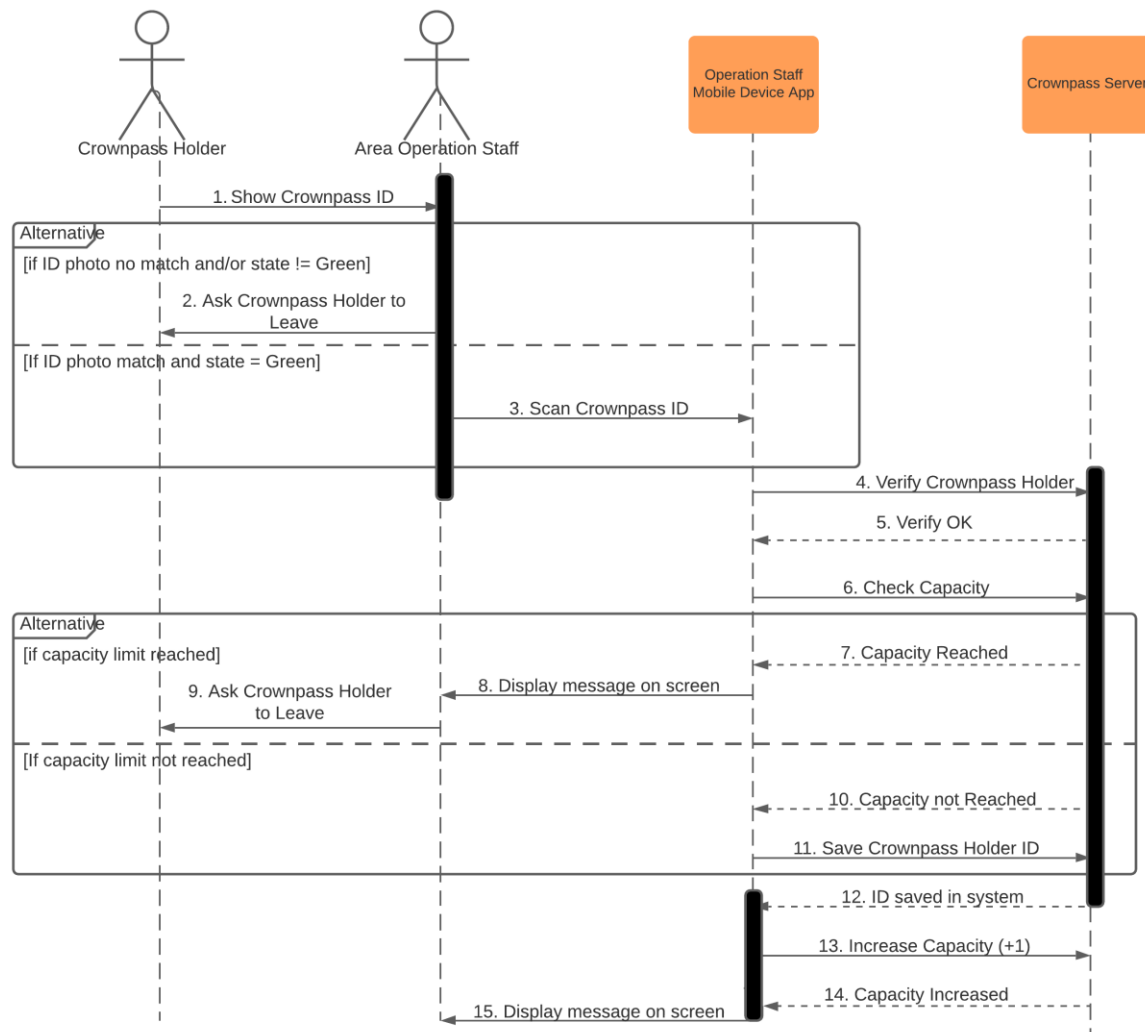 Operation Staff
Mobile Device App
Crownpass Server
Crownpass Holder
Area Operation Staff
1. Show Crownpass ID
Alternative
[if ID photo no match and/or state != Green]
2. Ask Crownpass Holder to
Leave
[If ID photo match and state = Green]
3. Scan Crownpass ID
4. Verify Crownpass Holder
5. Verify OK
6. Check Capacity
Alternative
[if capacity limit reached]
7. Capacity Reached
8. Display message on screen
9. Ask Crownpass Holder
to Leave
[If capacity limit not reached]
10. Capacity not Reached
11. Save Crownpass Holder ID
12. ID saved in system
13. Increase Capacity (+1)
14. Capacity Increased
15. Display message on screen